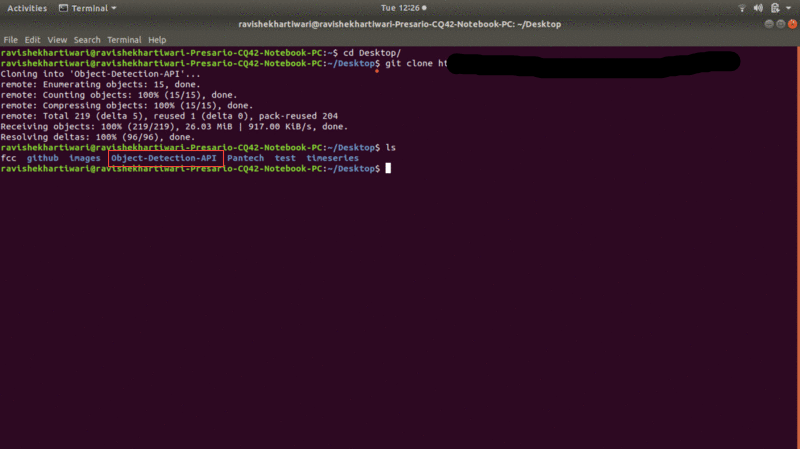 Activities Terminal Tue 12:26
ravishekhartiwari@ravishekhartiwari-Presario-CQ42-Notebook-PC: ~/Desktop
File Edit View Search Terminal Help
ravishekhartiwari@ravishekhartiwari-Presario-CQ42-Notebook-PC:~$ cd Desktop/
ravishekhartiwari@ravishekhartiwari-Presario-CQ42-Notebook-PC:~/Desktop$ git clone ht
Cloning into 'Object-Detection-API'...
remote: Enumerating objects: 15, done.
remote: Counting objects: 100% (15/15), done.
remote: Compressing objects: 100% (15/15), done.
remote: Total 219 (delta 5), reused 1 (delta 0), pack-reused 204
Receiving objects: 100% (219/219), 26.03 MiB | 917.00 KiB/s, done.
Resolving deltas: 100% (96/96), done.
ravishekhartiwari@ravishekhartiwari-Presario-CQ42-Notebook-PC:~/Desktop$ ls
fcc github images Object-Detection-API Pantech test timeseries
ravishekhartiwari@ravishekhartiwari-Presario-CQ42-Notebook-PC:~/Desktop$